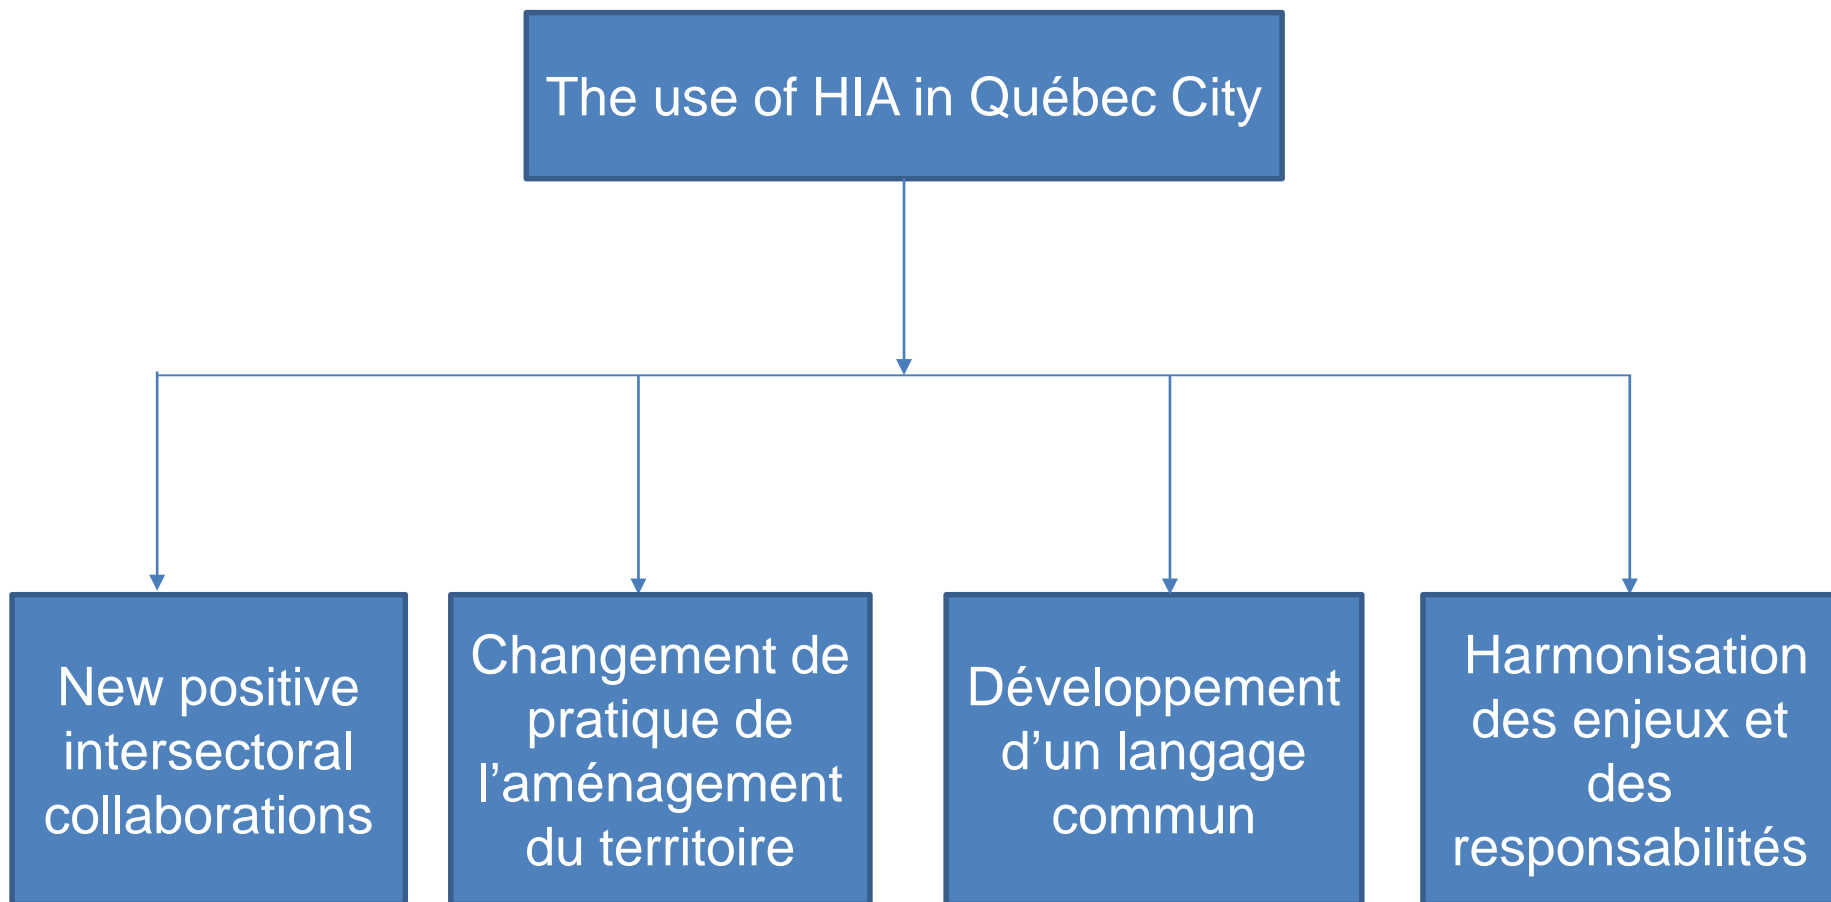 The use of HIA in Québec City
New positive
intersectoral
collaborations
Changement de
pratique de
l’aménagement
du territoire
Développement
d’un langage
commun
Harmonisation
des enjeux et
des
responsabilités